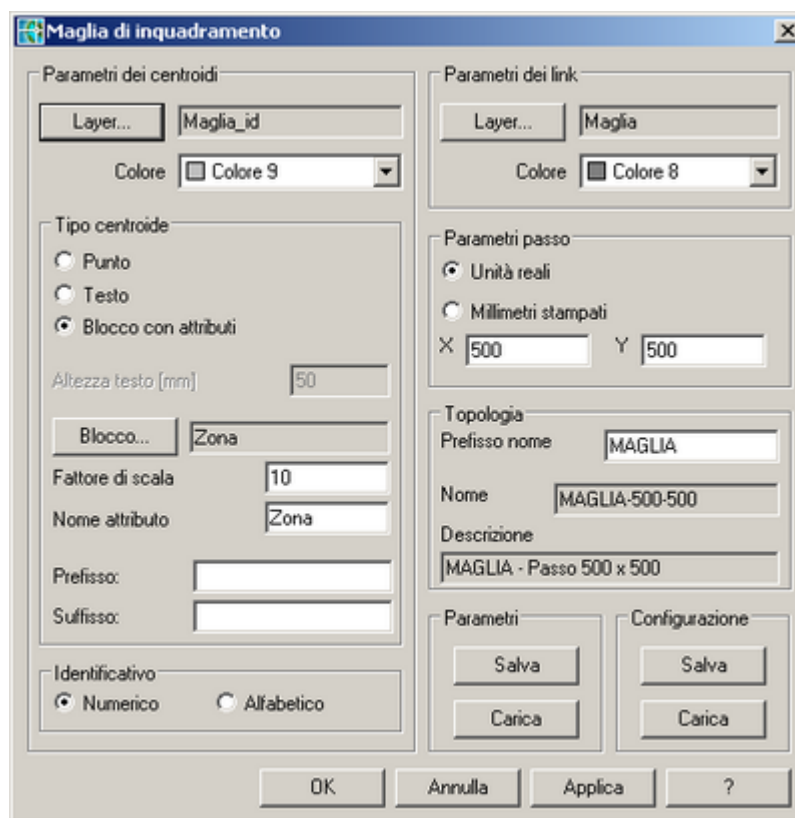 Maglia di inquadramento
Parametri dei centroidi
Layer... Maglia_id
Colore Colore 9
Tipo centroide
Punto
Testo
Blocco con attributi
Altezza testo [mm] 50
Blocco... Zona
Fattore di scala 10
Nome attributo Zona
Prefisso:
Suffisso:
Identificativo
Numerico Alfabetico
Parametri dei link
Layer... Maglia
Colore Colore 8
Parametri passo
Unità reali
Millimetri stampati
X 500 Y 500
Topologia
Prefisso nome MAGLIA
Nome MAGLIA-500-500
Descrizione
MAGLIA - Passo 500 x 500
Parametri
Salva
Carica
Configurazione
Salva
Carica
OK Annulla Applica ?